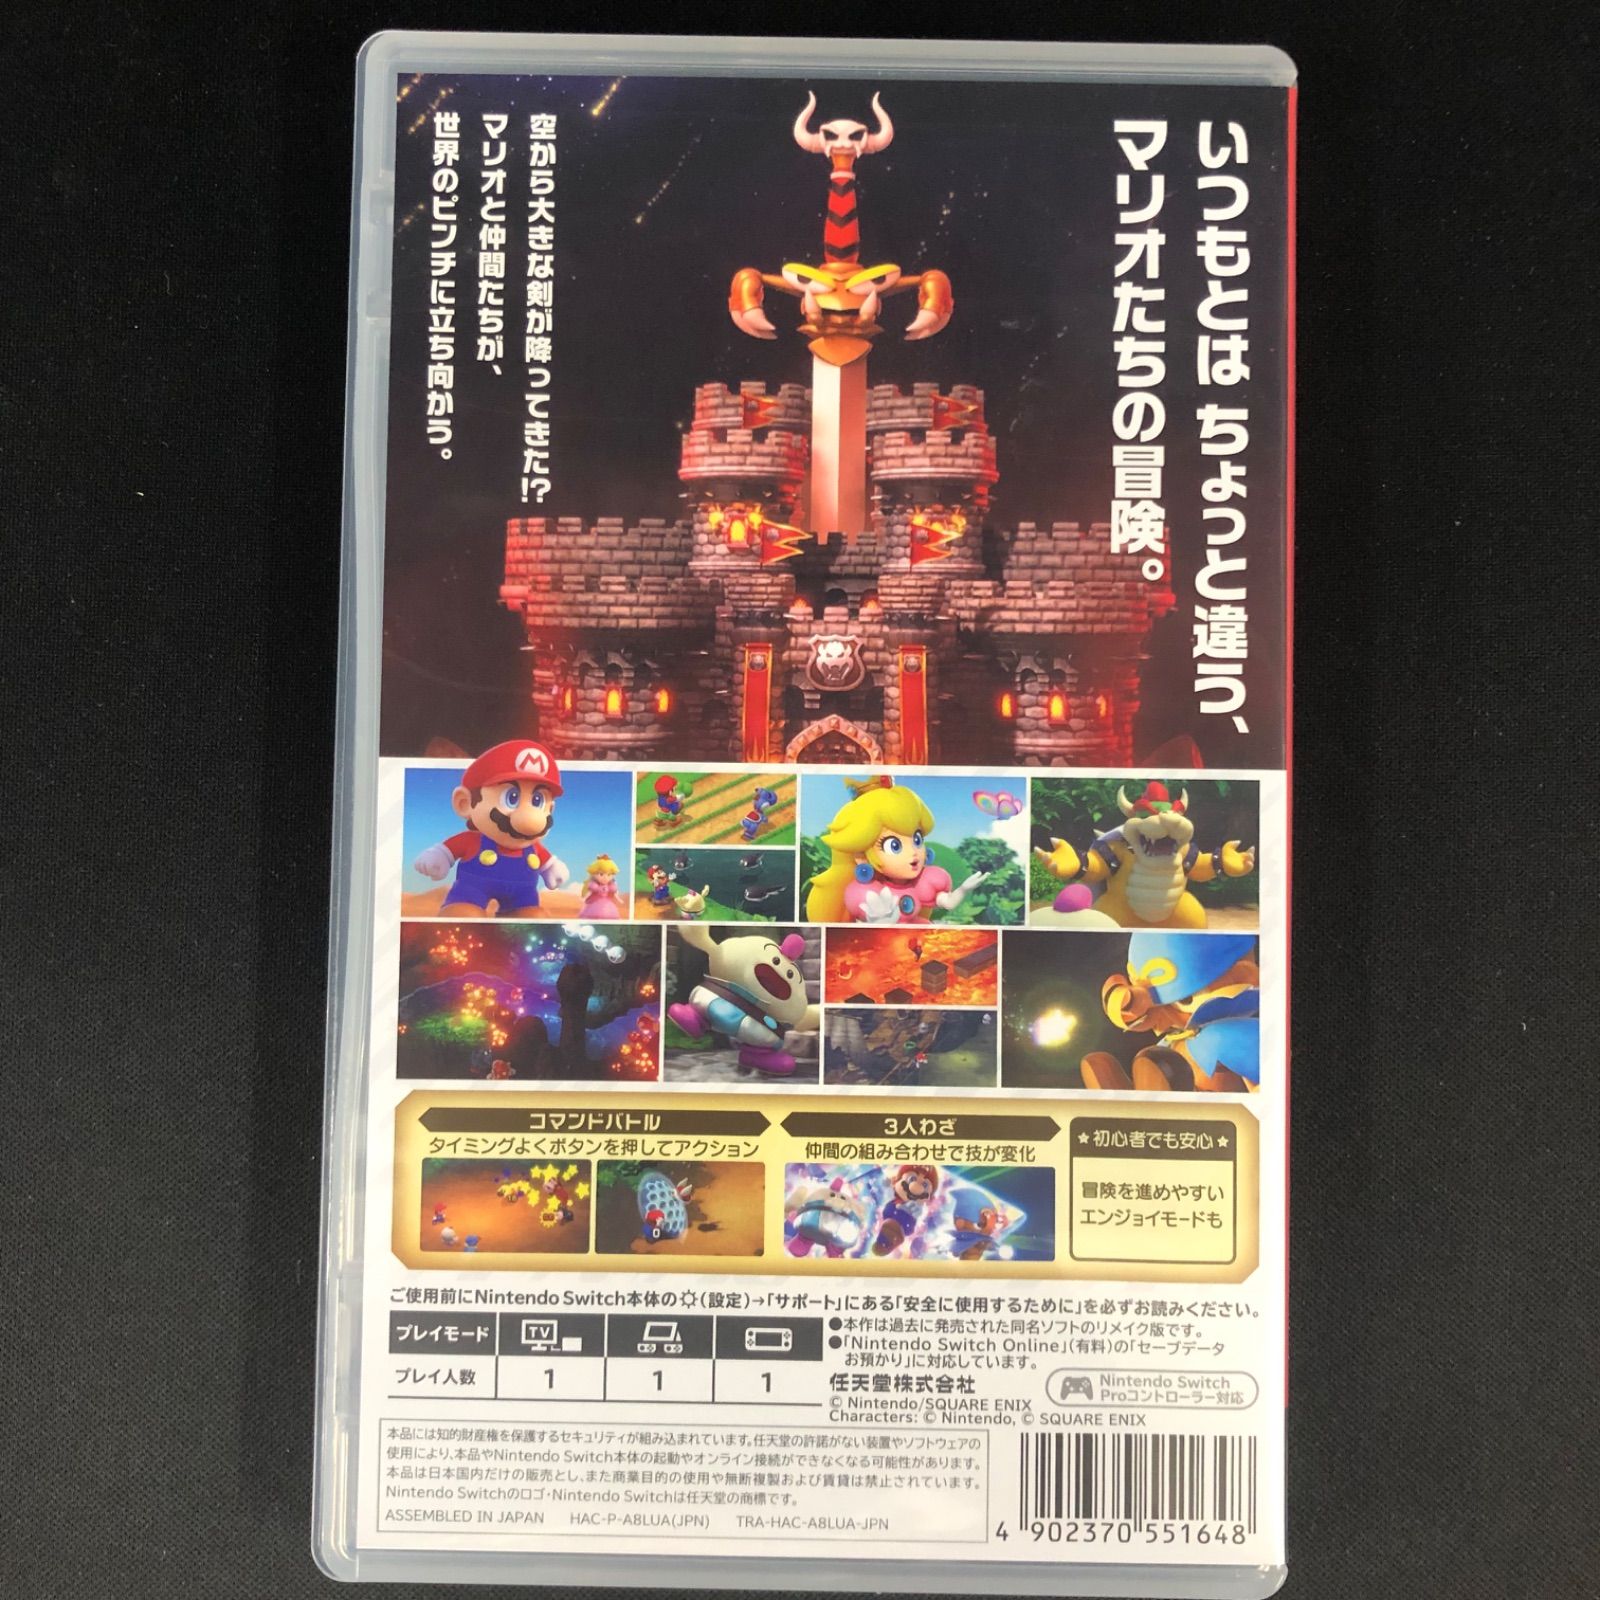 いつもとは ちょっと違う、
マリオたちの冒険。
空から大きな剣が降ってきた!?
マリオと仲間たちが、
世界のピンチに立ち向かう。
コマンドバトル
タイミングよくボタンを押してアクション
3人わざ
仲間の組み合わせで技が変化
★初心者でも安心★
冒険を進めやすい
エンジョイモードも
ご使用前にNintendo Switch本体の(設定)→「サポート」にある「安全に使用するために」を必ずお読みください。
プレイモード TV
プレイ人数 1 1 1
●本作は過去に発売された同名ソフトのリメイク版です。
●「Nintendo Switch Online」(有料)の「セーブデータ
お預かり」に対応しています。
任天堂株式会社
© Nintendo/SQUARE ENIX
Characters: © Nintendo, © SQUARE ENIX
Nintendo Switch
Proコントローラー対応
本品には知的財産権を保護するセキュリティが組み込まれています。任天堂の許諾がない装置やソフトウェアの
使用により、本品やNintendo Switch本体の起動やオンライン接続ができなくなる可能性があります。
本品は日本国内だけの販売とし、また商業目的の使用や無断複製および賃貸は禁止されています。
Nintendo Switchのロゴ・Nintendo Switchは任天堂の商標です。
ASSEMBLED IN JAPAN HAC-P-A8LUA(JPN) TRA-HAC-A8LUA-JPN
4 902370 551648